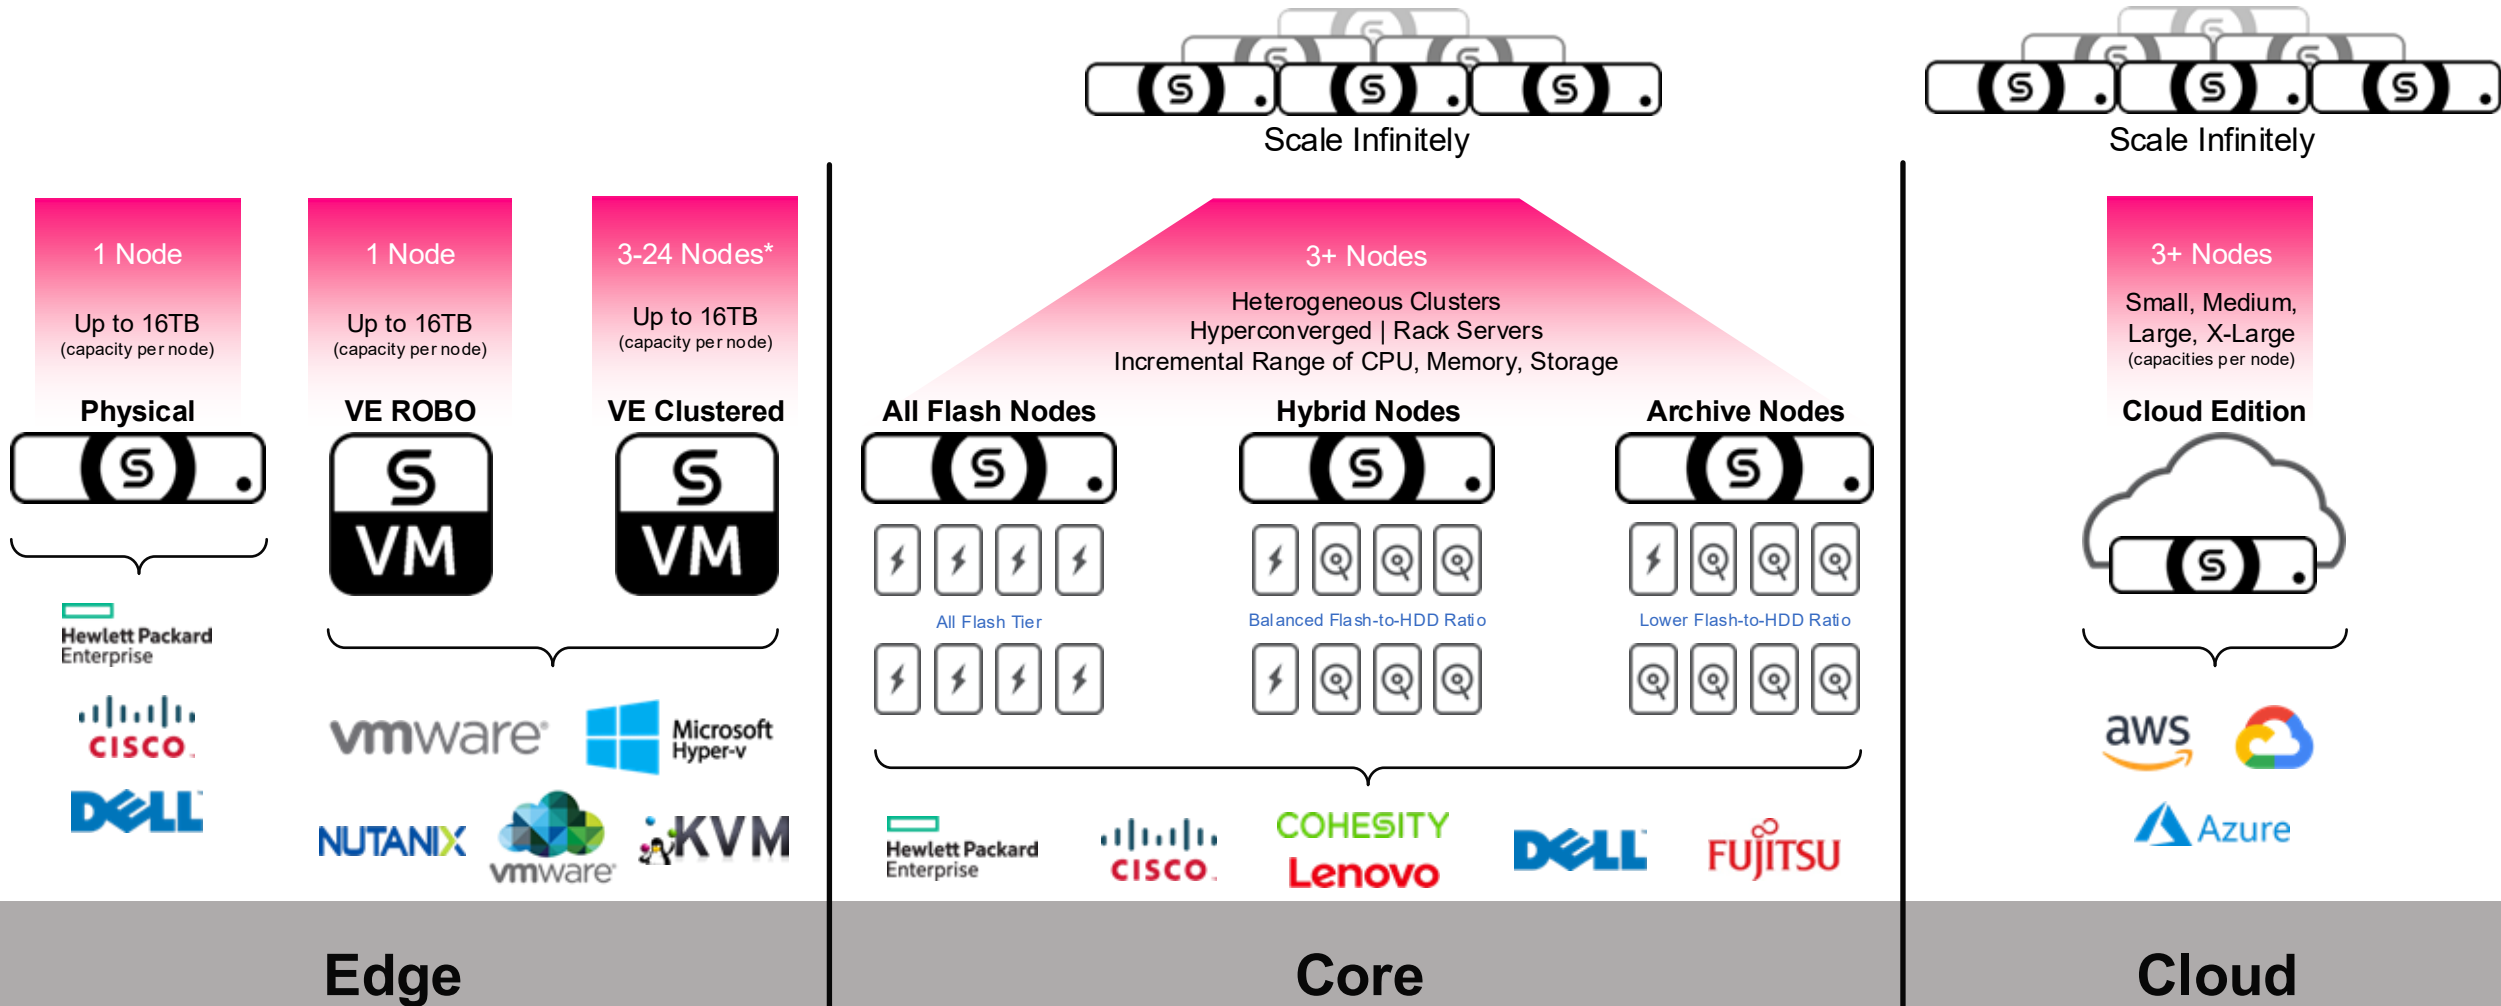 Scale Infinitely
Scale Infinitely
1 Node
Up to 16TB
(capacity per node)
Physical
1 Node
Up to 16TB
(capacity per node)
VE ROBO
3-24 Nodes*
Up to 16TB
(capacity per node)
VE Clustered
S
S
VM
S
VM
Hewlett Packard
Enterprise
CISCO
DELL
vmware®
Microsoft
Hyper-v
NUTANIX
vmware®
KVM
Edge
3+ Nodes
Heterogeneous Clusters
Hyperconverged | Rack Servers
Incremental Range of CPU, Memory, Storage
All Flash Nodes
Hybrid Nodes
Archive Nodes
S
S
S
All Flash Tier
Balanced Flash-to-HDD Ratio
Lower Flash-to-HDD Ratio
Hewlett Packard
Enterprise
CISCO
COHESITY
Lenovo
DELL
FUJITSU
Core
3+ Nodes
Small, Medium,
Large, X-Large
(capacities per node)
Cloud Edition
S
aws
Azure
Cloud